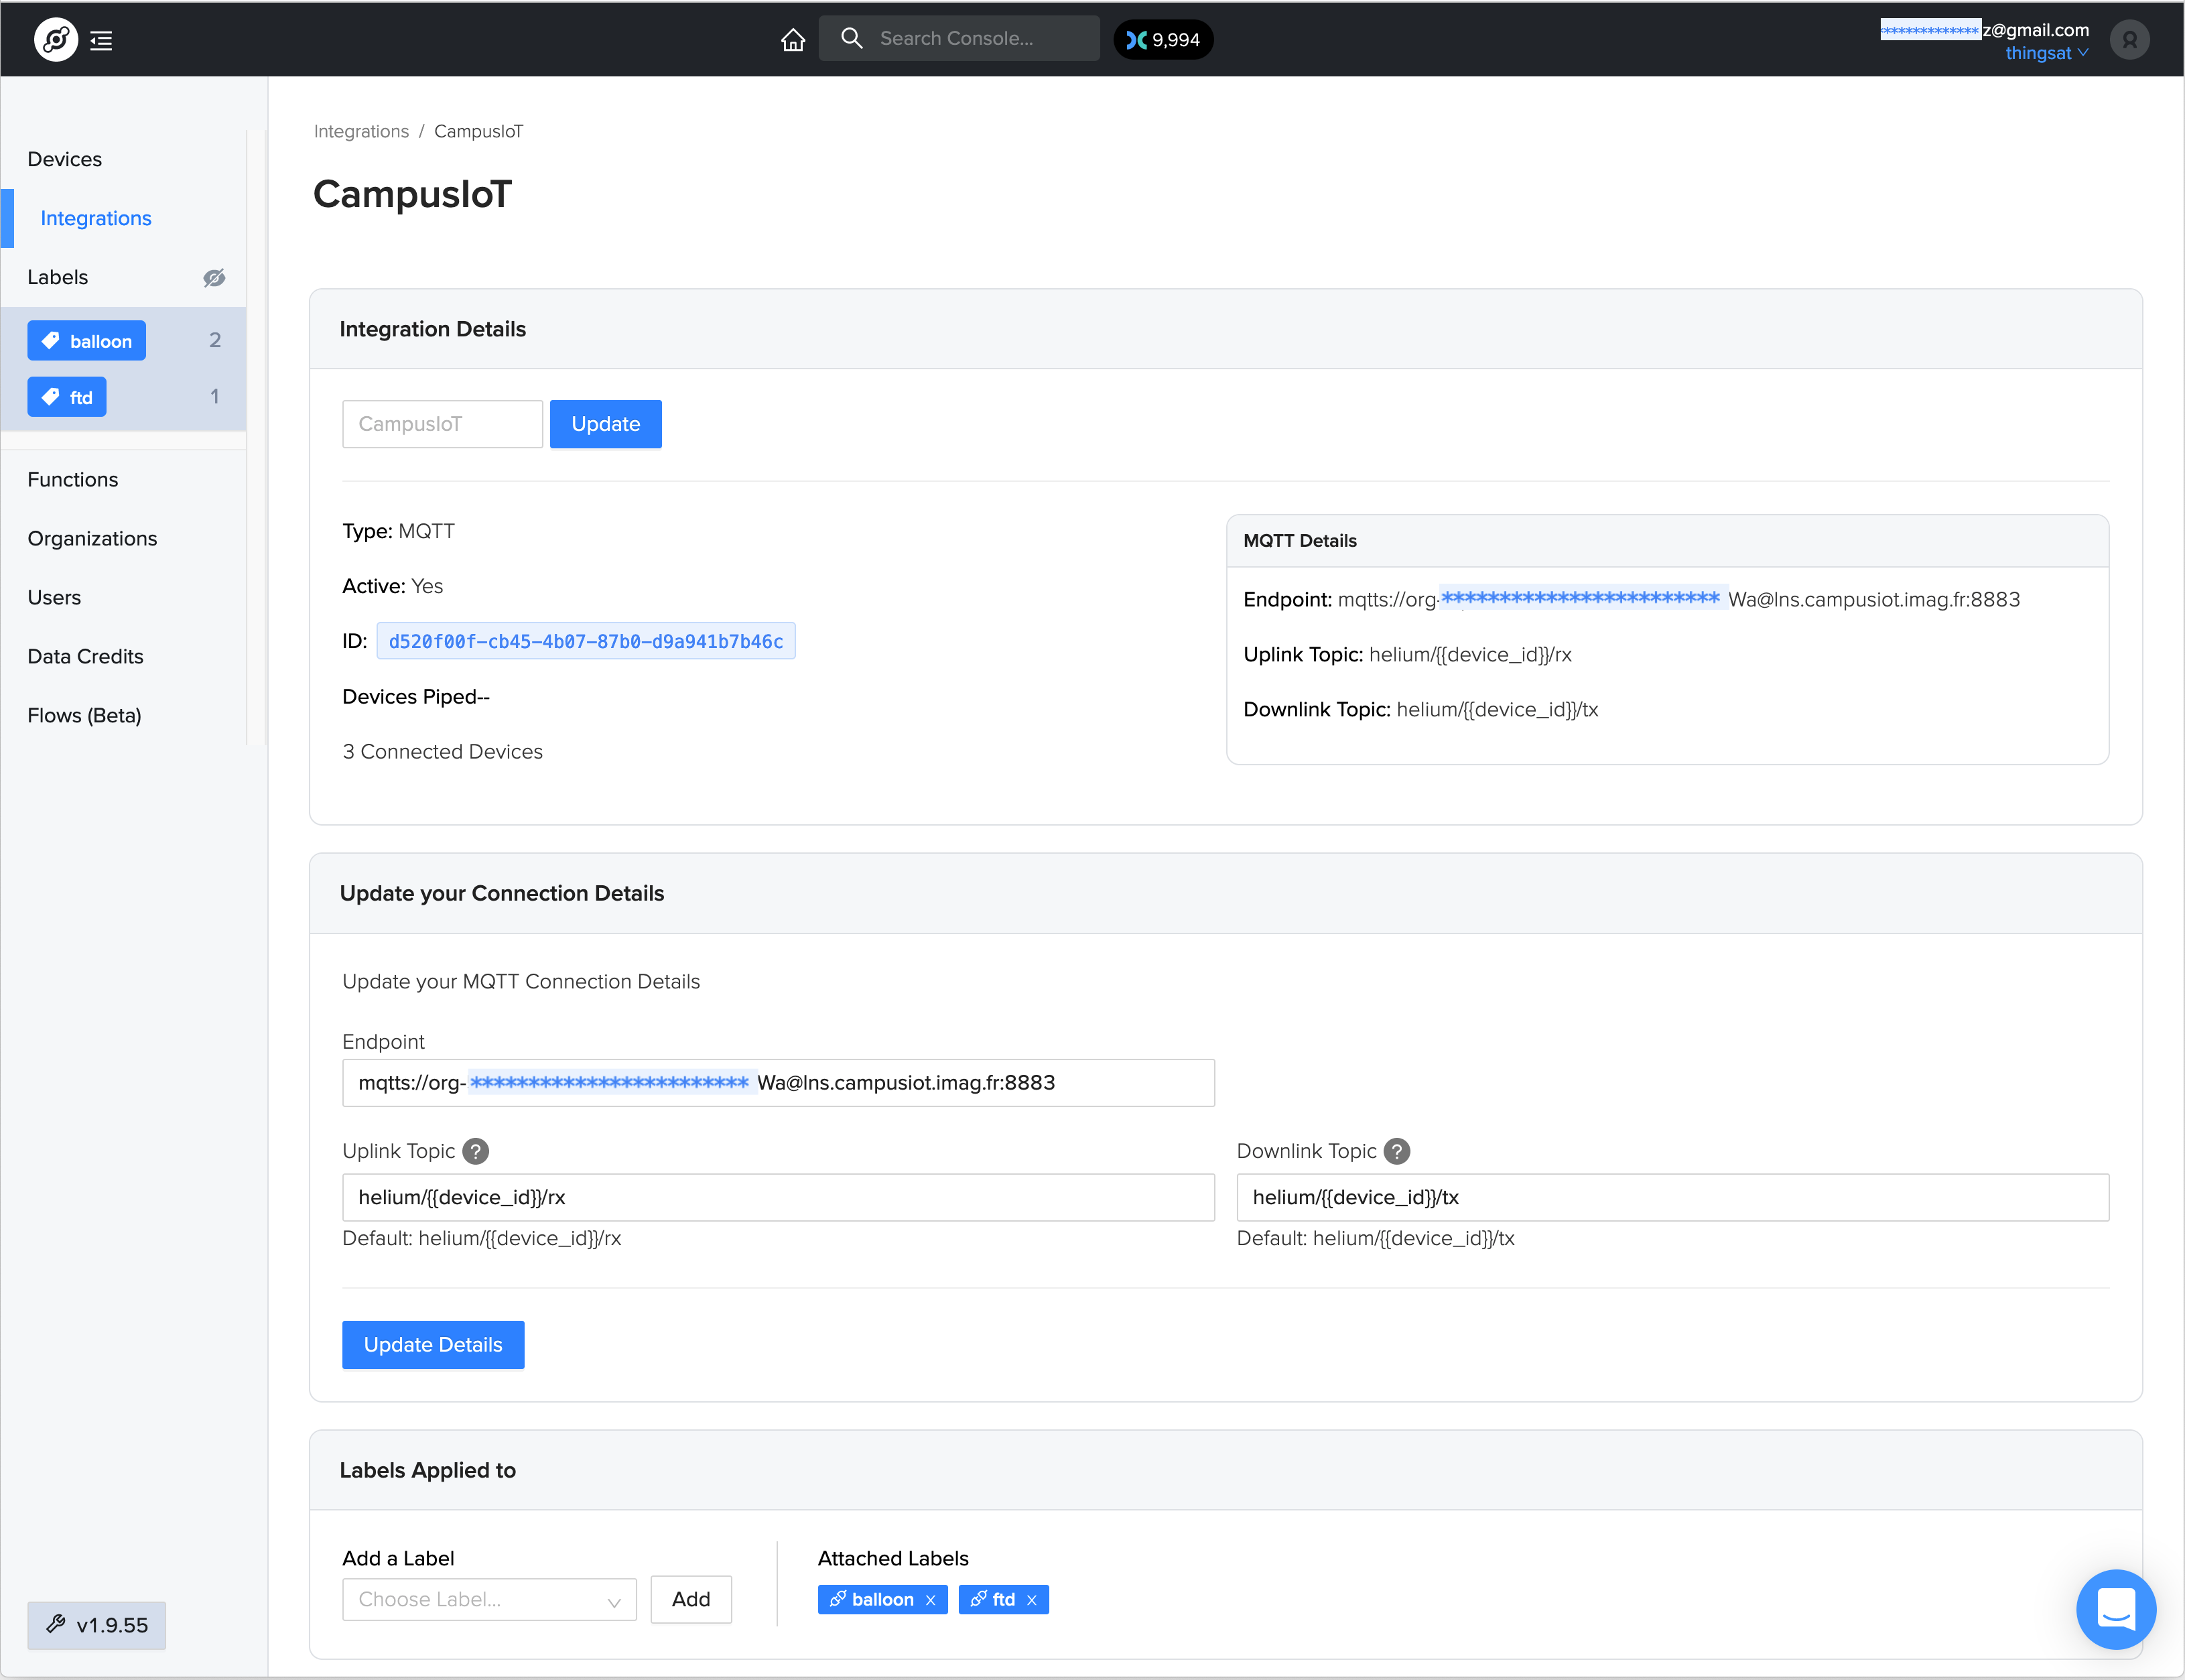 Search Console...
9,994
*************z@gmail.com
thingsat
Devices
Integrations
Labels
balloon 2
ftd 1
Functions
Organizations
Users
Data Credits
Flows (Beta)
v1.9.55
Integrations / CampusIoT
CampusIoT
Integration Details
CampusIoT
Update
Type: MQTT
Active: Yes
ID: d520f00f-cb45-4b07-87b0-d9a941b7b46c
Devices Piped--
3 Connected Devices
MQTT Details
Endpoint: mqtts://org-************************Wa@lns.campusiot.imag.fr:8883
Uplink Topic: helium/{{device_id}}/rx
Downlink Topic: helium/{{device_id}}/tx
Update your Connection Details
Update your MQTT Connection Details
Endpoint
mqtts://org-************************Wa@lns.campusiot.imag.fr:8883
Uplink Topic ?
helium/{{device_id}}/rx
Default: helium/{{device_id}}/rx
Downlink Topic ?
helium/{{device_id}}/tx
Default: helium/{{device_id}}/tx
Update Details
Labels Applied to
Add a Label
Choose Label...
Add
Attached Labels
balloon x
ftd x